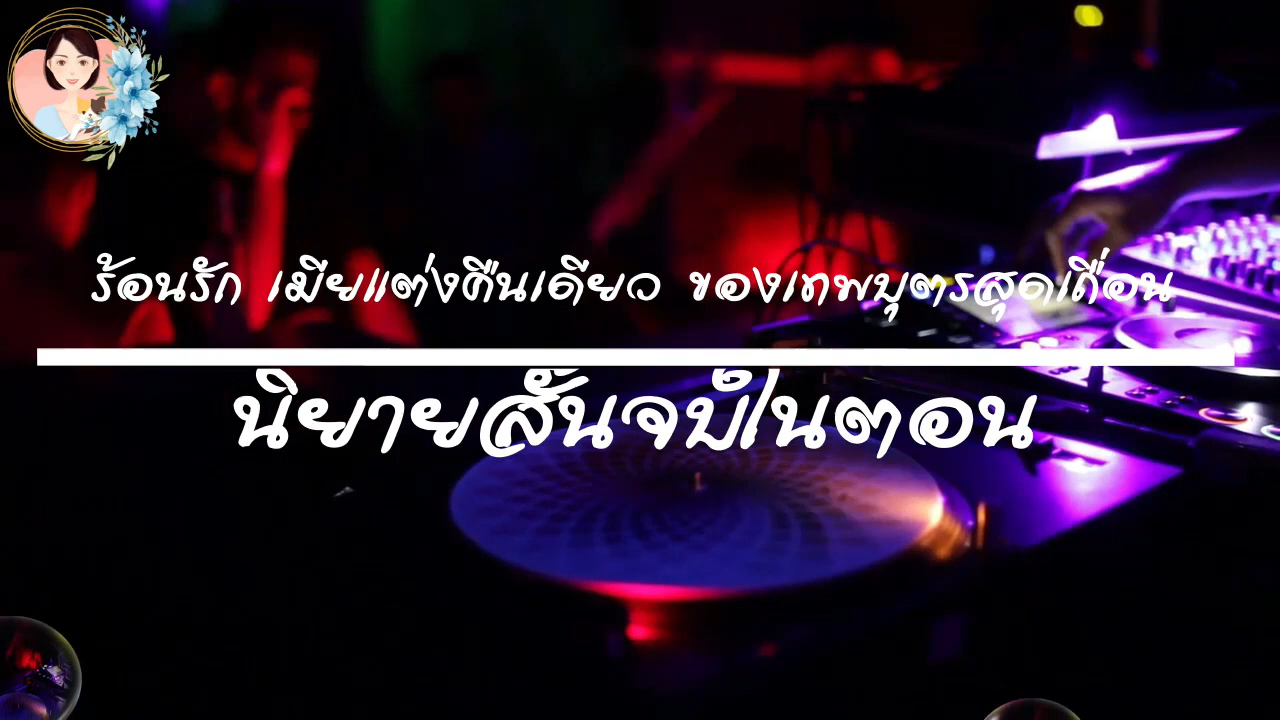 ร้อนรัก เมียแต่งคืนเดียว ของเทพบุตรสุดเถื่อน
นิยายสั้นจบในตอน